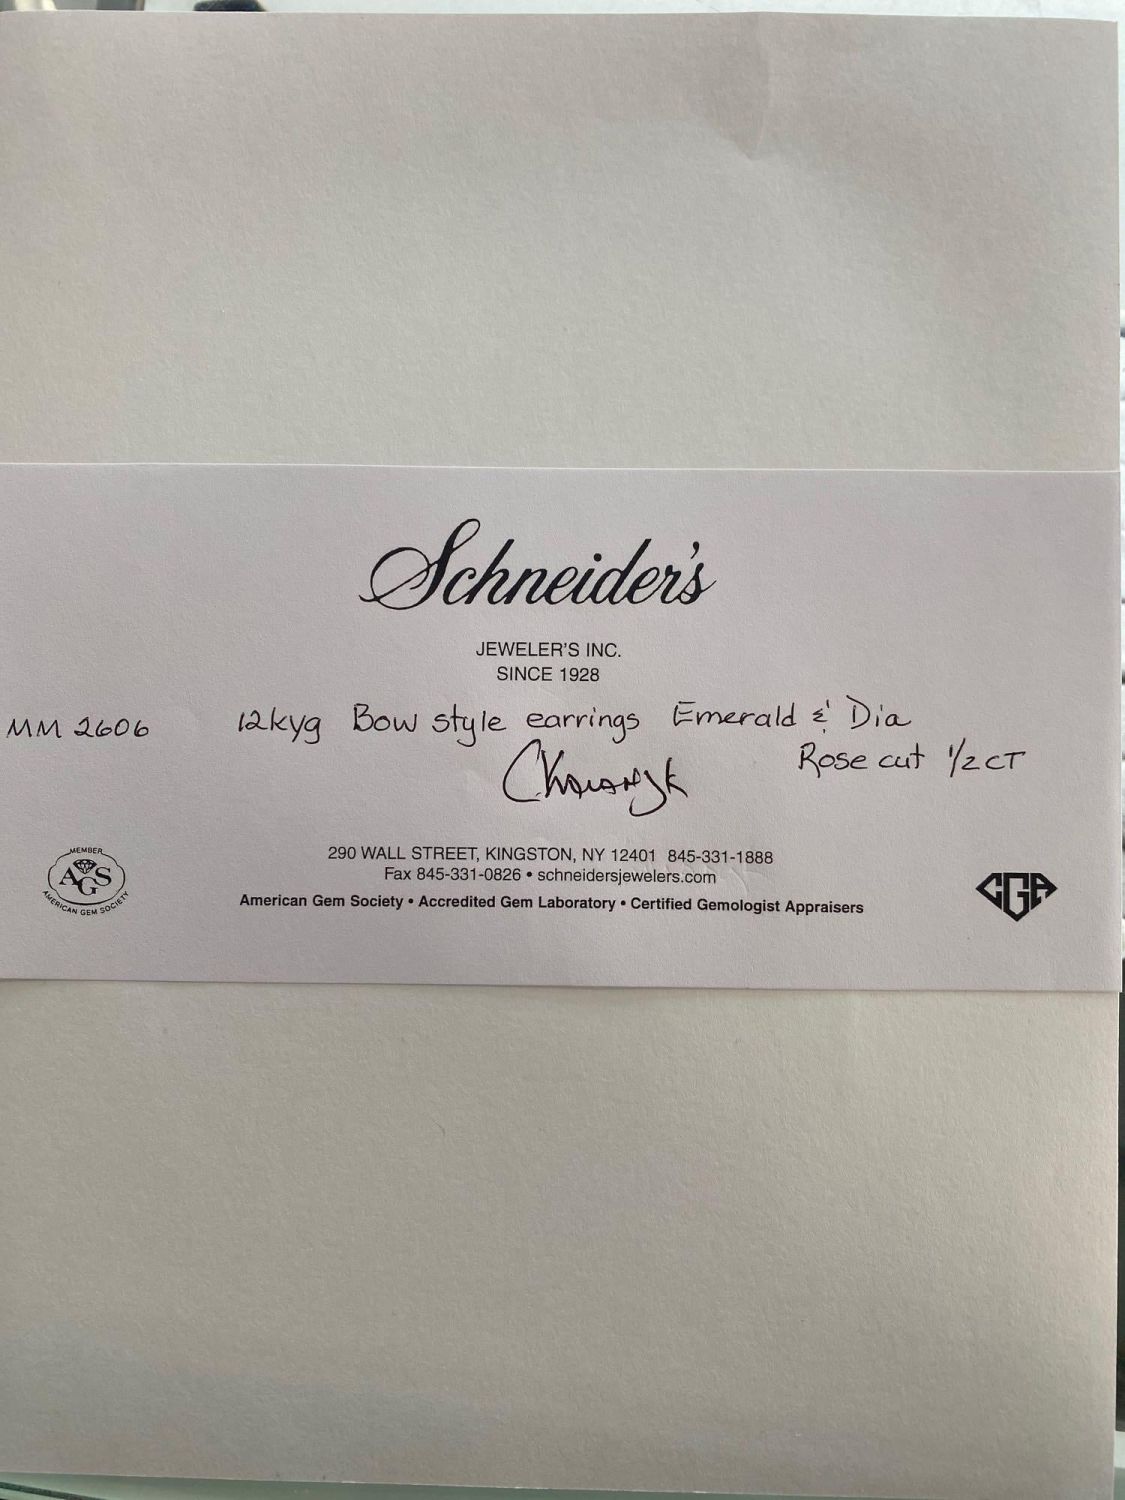 Schneider's
JEWELER'S INC.
SINCE 1928
MM 2606 12kyg Bow style earrings Emerald & Dia
Rose cut 1/2 CT
290 WALL STREET, KINGSTON, NY 12401 845-331-1888
Fax 845-331-0826 • schneidersjewelers.com
American Gem Society • Accredited Gem Laboratory • Certified Gemologist Appraisers
MEMBER
AGS
AMERICAN GEM SOCIETY
CGA